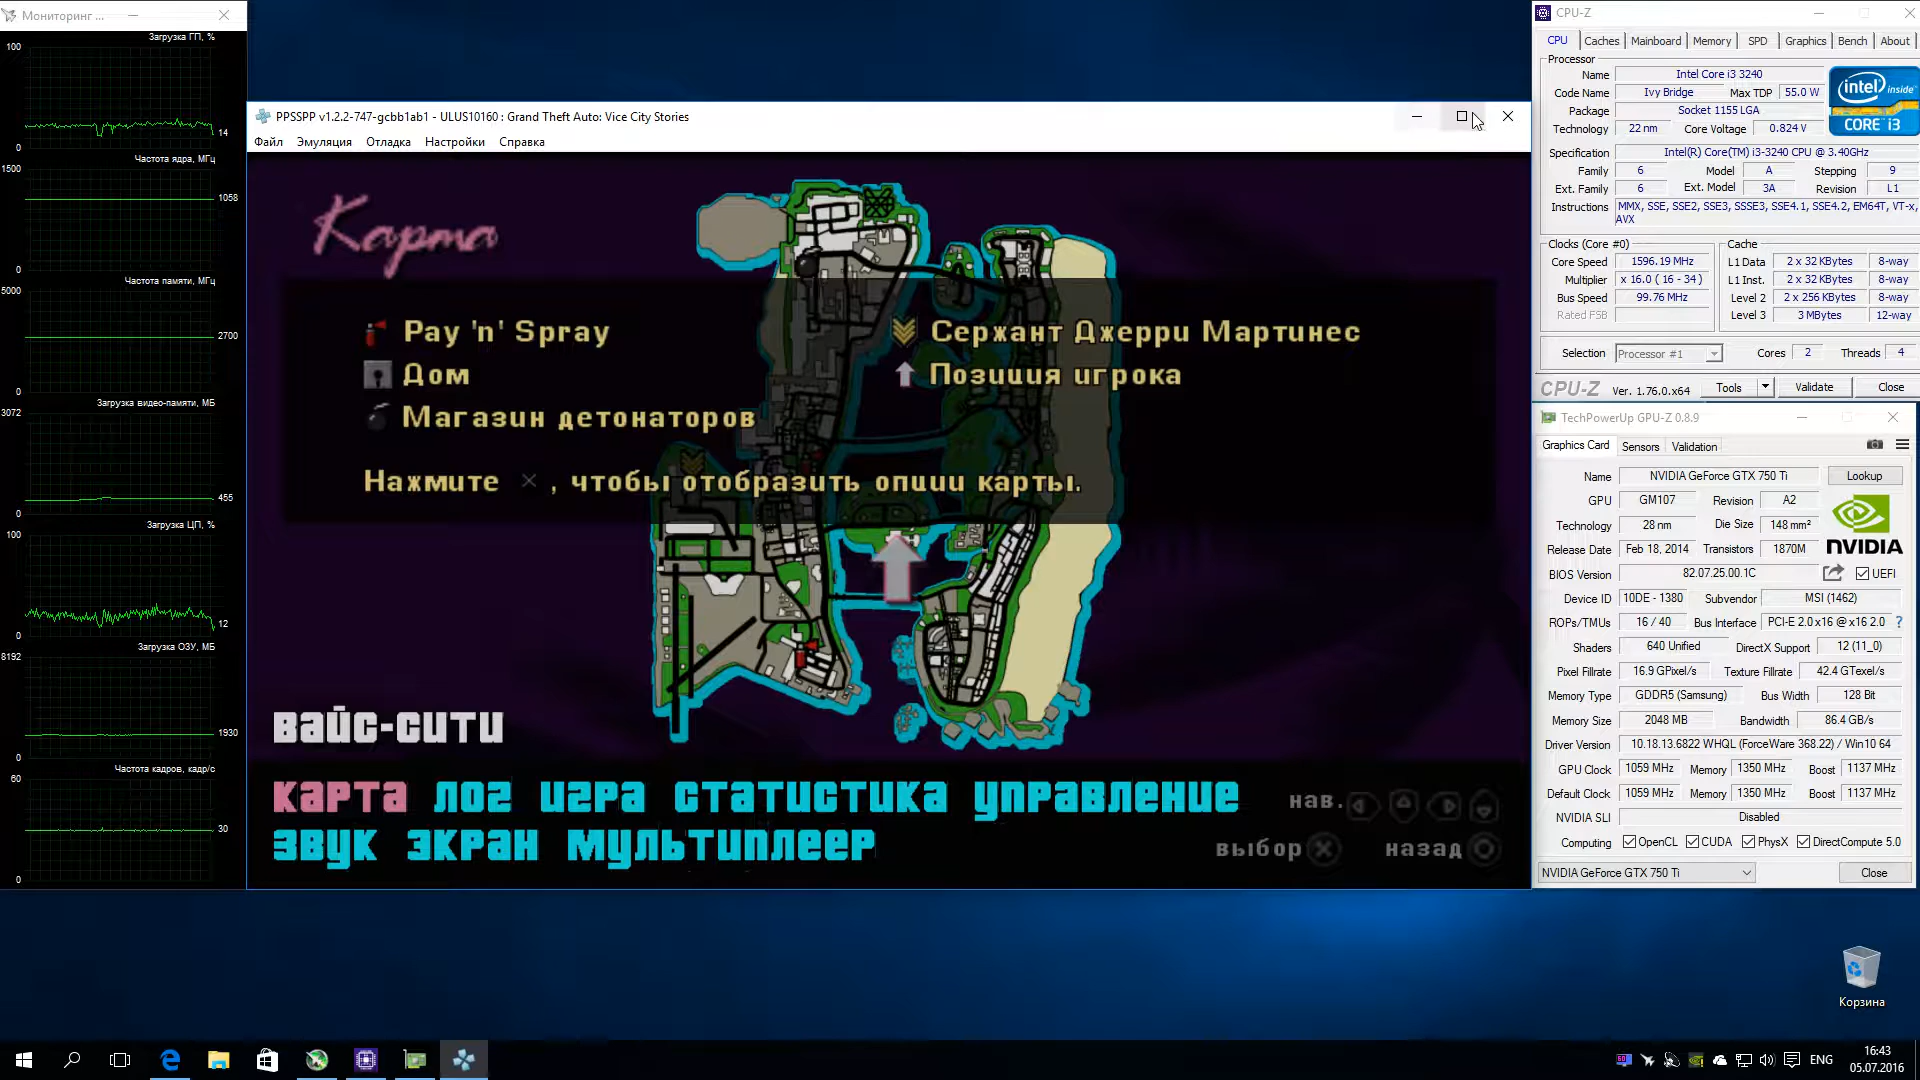 Мониторинг ...
Загрузка ГП, %
100
14
0
Частота ядра, МГц
1500
1058
0
Частота памяти, МГц
5000
2700
0
Загрузка видео-памяти, МБ
3072
455
0
Загрузка ЦП, %
100
12
0
Загрузка ОЗУ, МБ
8192
1930
0
Частота кадров, кадр/с
60
30
0
PPSSPP v1.2.2-747-gcbb1ab1 - ULUS10160 : Grand Theft Auto: Vice City Stories
Файл Эмуляция Отладка Настройки Справка
Карта
Pay 'n' Spray
Сержант Джерри Мартинес
Дом
Позиция игрока
Магазин детонаторов
Нажмите , чтобы отобразить опции карты.
ВАЙС-СИТИ
КАРТА ЛОГ ИГРА СТАТИСТИКА УПРАВЛЕНИЕ
ЗВУК ЭКРАН МУЛЬТИПЛЕЕР
нав.
выбор назад
CPU-Z
CPU Caches Mainboard Memory SPD Graphics Bench About
Processor
Name Intel Core i3 3240
Code Name Ivy Bridge Max TDP 55.0 W
Package Socket 1155 LGA
Technology 22 nm Core Voltage 0.824 V
intel inside
CORE i3
Specification Intel(R) Core(TM) i3-3240 CPU @ 3.40GHz
Family 6 Model A Stepping 9
Ext. Family 6 Ext. Model 3A Revision L1
Instructions MMX, SSE, SSE2, SSE3, SSSE3, SSE4.1, SSE4.2, EM64T, VT-x, AVX
Clocks (Core #0)
Core Speed 1596.19 MHz
Multiplier x 16.0 ( 16 - 34 )
Bus Speed 99.76 MHz
Rated FSB
Cache
L1 Data 2 x 32 KBytes 8-way
L1 Inst. 2 x 32 KBytes 8-way
Level 2 2 x 256 KBytes 8-way
Level 3 3 MBytes 12-way
Selection Processor #1 Cores 2 Threads 4
CPU-Z Ver. 1.76.0.x64 Tools Validate Close
TechPowerUp GPU-Z 0.8.9
Graphics Card Sensors Validation
Name NVIDIA GeForce GTX 750 Ti Lookup
GPU GM107 Revision A2
Technology 28 nm Die Size 148 mm²
Release Date Feb 18, 2014 Transistors 1870M
NVIDIA
BIOS Version 82.07.25.00.1C UEFI
Device ID 10DE - 1380 Subvendor MSI (1462)
ROPs/TMUs 16 / 40 Bus Interface PCI-E 2.0 x16 @ x16 2.0 ?
Shaders 640 Unified DirectX Support 12 (11_0)
Pixel Fillrate 16.9 GPixel/s Texture Fillrate 42.4 GTexel/s
Memory Type GDDR5 (Samsung) Bus Width 128 Bit
Memory Size 2048 MB Bandwidth 86.4 GB/s
Driver Version 10.18.13.6822 WHQL (ForceWare 368.22) / Win10 64
GPU Clock 1059 MHz Memory 1350 MHz Boost 1137 MHz
Default Clock 1059 MHz Memory 1350 MHz Boost 1137 MHz
NVIDIA SLI Disabled
Computing OpenCL CUDA PhysX DirectCompute 5.0
NVIDIA GeForce GTX 750 Ti Close
Корзина
ENG
16:43
05.07.2016